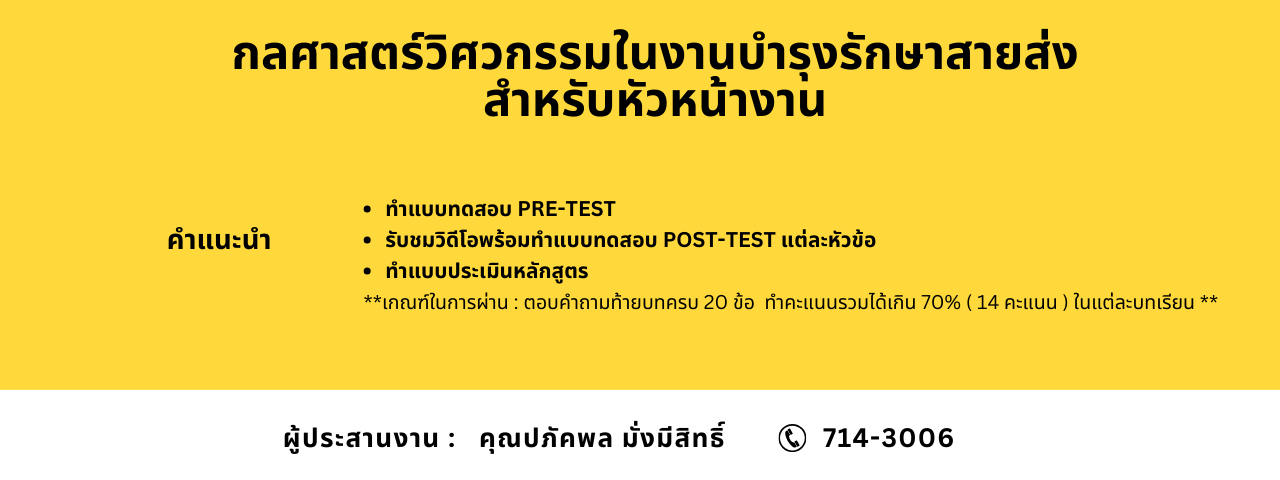 กลศาสตร์วิศวกรรมในงานบำรุงรักษาสายส่ง
สำหรับหัวหน้างาน
คำแนะนำ
• ทำแบบทดสอบ PRE-TEST
• รับชมวิดีโอพร้อมทำแบบทดสอบ POST-TEST แต่ละหัวข้อ
• ทำแบบประเมินหลักสูตร
**เกณฑ์ในการผ่าน : ตอบคำถามท้ายบทครบ 20 ข้อ ทำคะแนนรวมได้เกิน 70% ( 14 คะแนน ) ในแต่ละบทเรียน **
ผู้ประสานงาน : คุณปภัคพล มั่งมีสิทธิ์ 714-3006